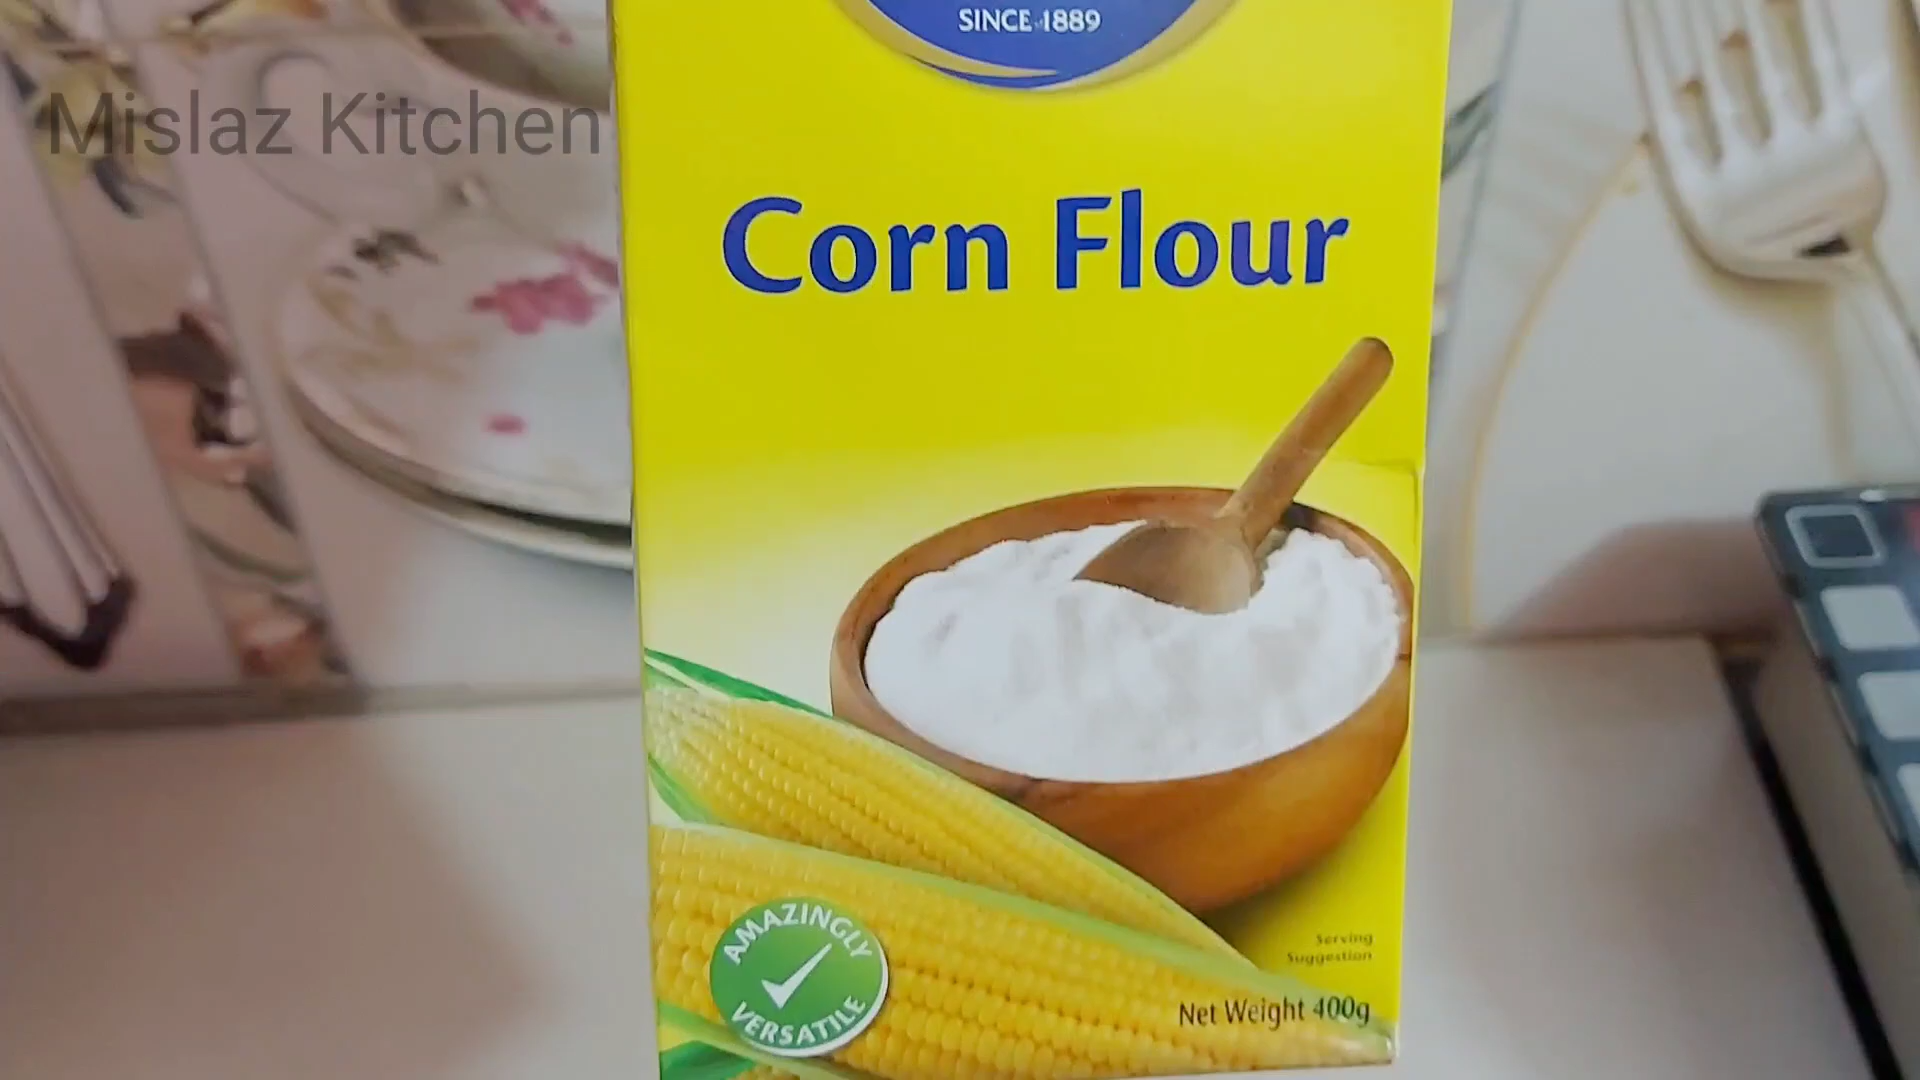 SINCE 1889
Mislaz Kitchen
Corn Flour
AMAZINGLY
VERSATILE
Serving
Suggestion
Net Weight 400g